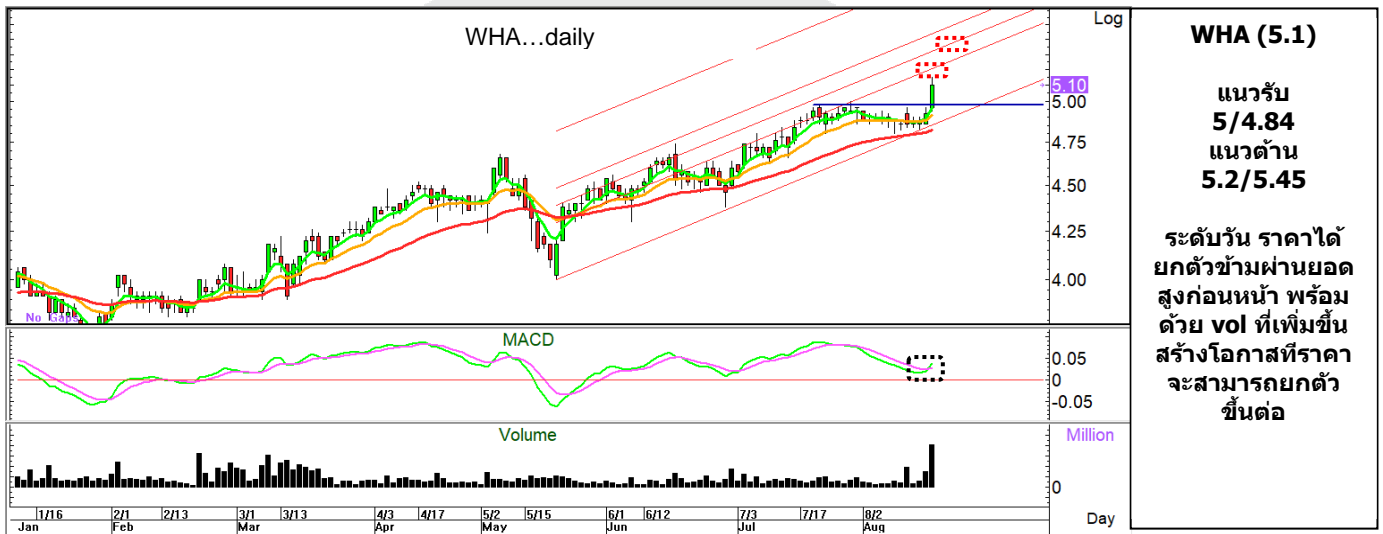 WHA…daily
Log
5.10
5.00
4.75
4.50
4.25
4.00
No Gaps
MACD
0.05
0
-0.05
Volume
Million
0
1/16 2/1 2/13 3/1 3/13 4/3 4/17 5/2 5/15 6/1 6/12 7/3 7/17 8/2
Jan Feb Mar Apr May Jun Jul Aug
Day
WHA (5.1)
แนวรับ
5/4.84
แนวต้าน
5.2/5.45
ระดับวัน ราคาได้
ยกตัวข้ามผ่านยอด
สูงก่อนหน้า พร้อม
ด้วย vol ที่เพิ่มขึ้น
สร้างโอกาสที่ราคา
จะสามารถยกตัว
ขึ้นต่อ